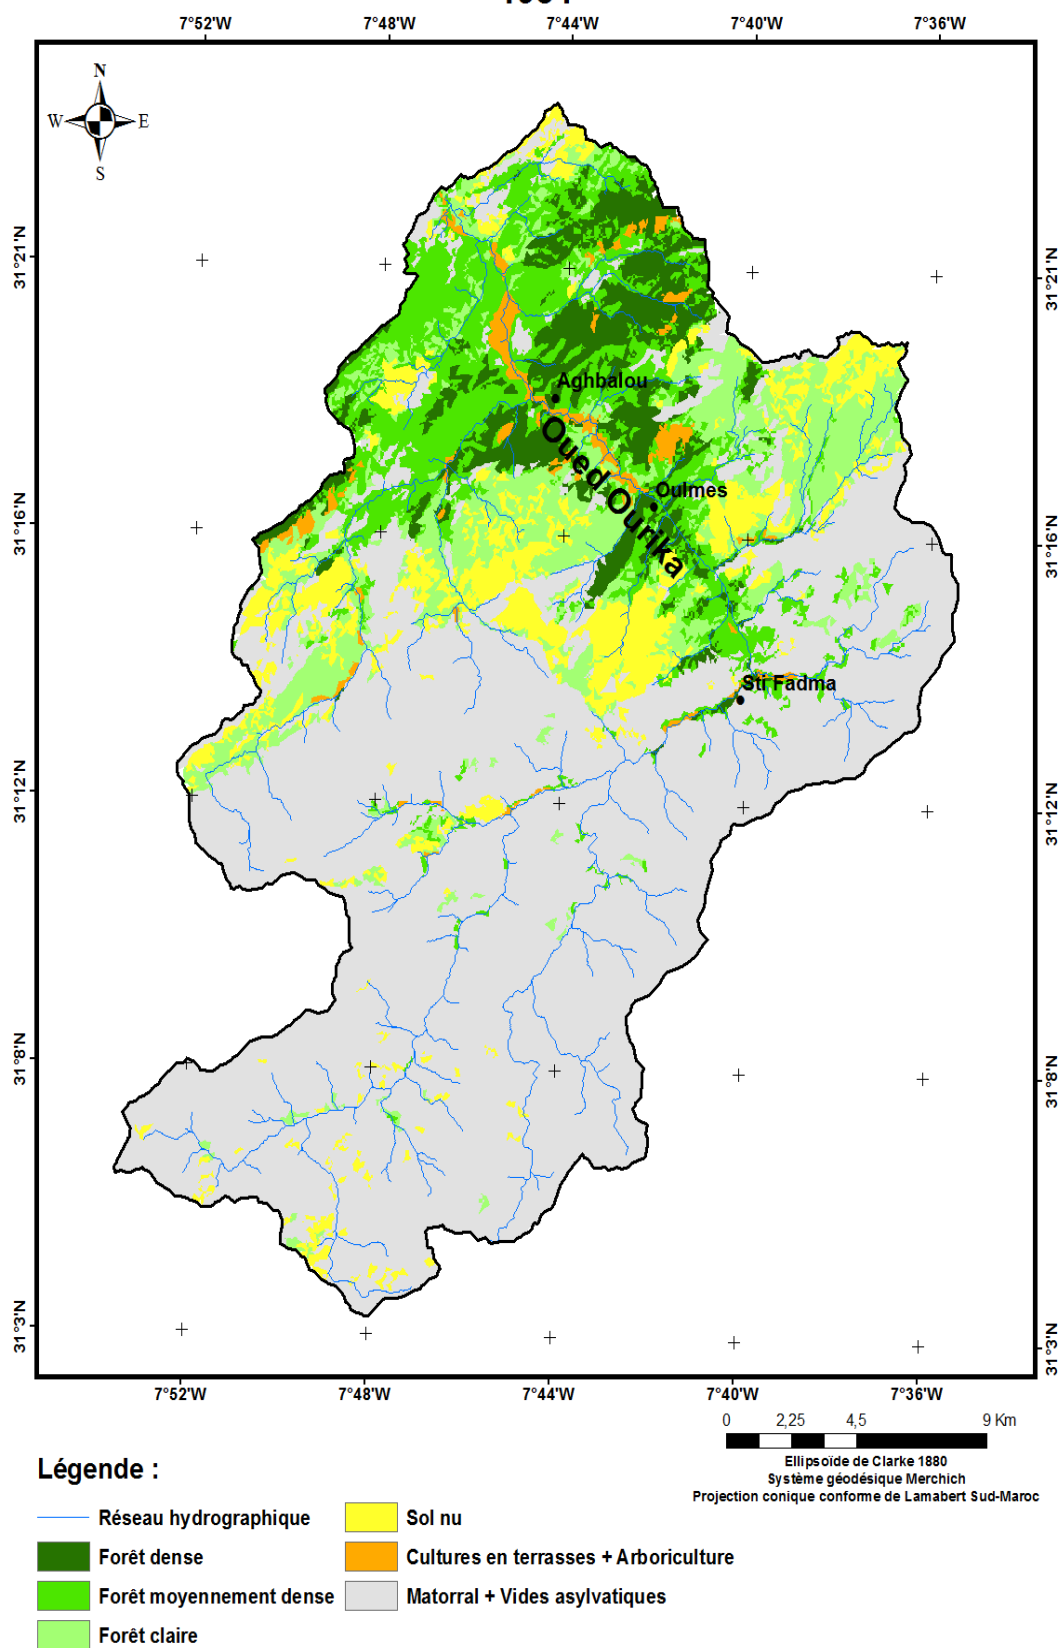 7°52'W 7°48'W 7°44'W 7°40'W 7°36'W
N
W E
S
31°21'N 31°21'N
Aghbalou
Oued Ourika
Oulmes
31°16'N 31°16'N
Sti Fadma
31°12'N 31°12'N
31°8'N 31°8'N
31°3'N 31°3'N
7°52'W 7°48'W 7°44'W 7°40'W 7°36'W
0 2,25 4,5 9 Km
Ellipsoïde de Clarke 1880
Système géodésique Merchich
Projection conique conforme de Lamabert Sud-Maroc
Légende :
Réseau hydrographique
Forêt dense
Forêt moyennement dense
Forêt claire
Sol nu
Cultures en terrasses + Arboriculture
Matorral + Vides asylvatiques